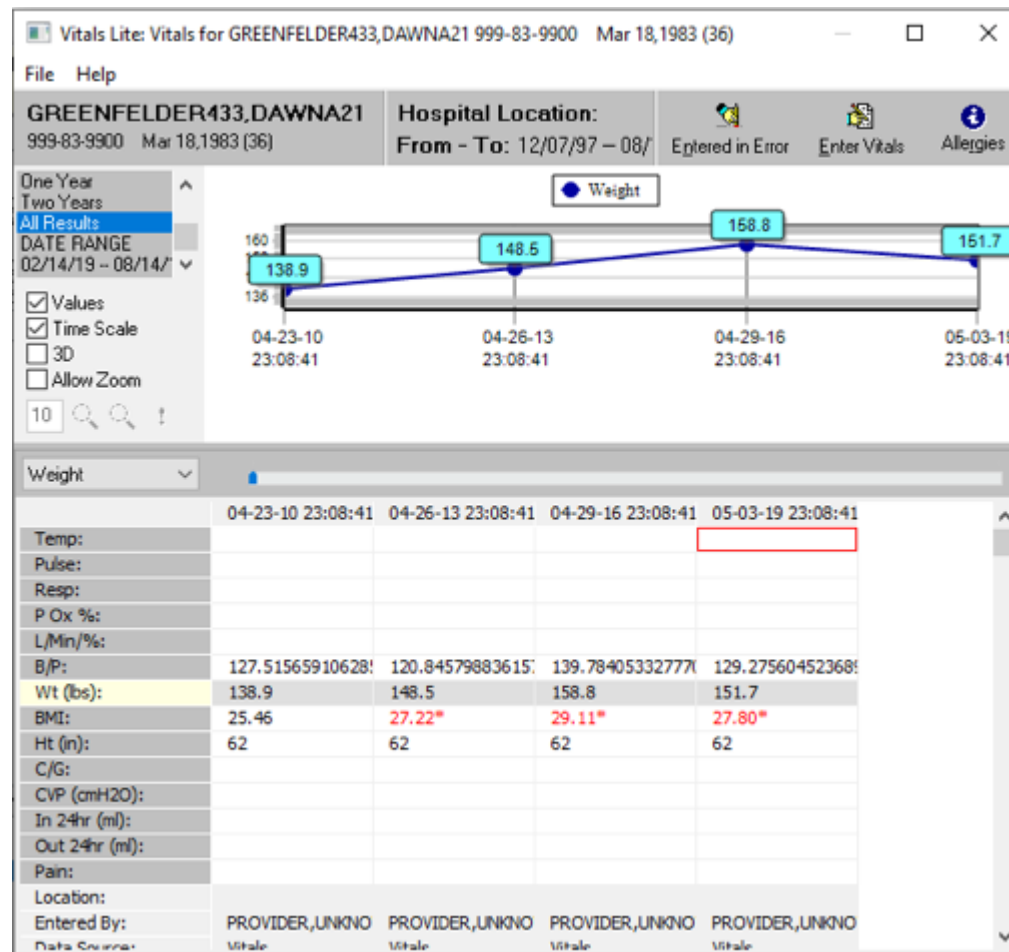 Vitals Lite: Vitals for GREENFELDER433,DAWNA21 999-83-9900 Mar 18,1983 (36)
File Help
GREENFELDER433,DAWNA21
999-83-9900 Mar 18,1983 (36)
Hospital Location:
From - To: 12/07/97 -- 08/
Entered in Error
Enter Vitals
Allergies
One Year
Two Years
All Results
DATE RANGE
02/14/19 -- 08/14/
Values
Time Scale
3D
Allow Zoom
10
Weight
160
136
138.9 148.5 158.8 151.7
04-23-10 04-26-13 04-29-16 05-03-19
23:08:41 23:08:41 23:08:41 23:08:41
Weight
04-23-10 23:08:41 04-26-13 23:08:41 04-29-16 23:08:41 05-03-19 23:08:41
Temp:
Pulse:
Resp:
P Ox %:
L/Min/%:
B/P: 127.51565910628 120.84579883615 139.78405332777 129.27560452368
Wt (lbs): 138.9 148.5 158.8 151.7
BMI: 25.46 27.22* 29.11* 27.80*
Ht (in): 62 62 62 62
C/G:
CVP (cmH2O):
In 24hr (ml):
Out 24hr (ml):
Pain:
Location:
Entered By: PROVIDER,UNKNO PROVIDER,UNKNO PROVIDER,UNKNO PROVIDER,UNKNO
Data Source: Vitals Vitals Vitals Vitals